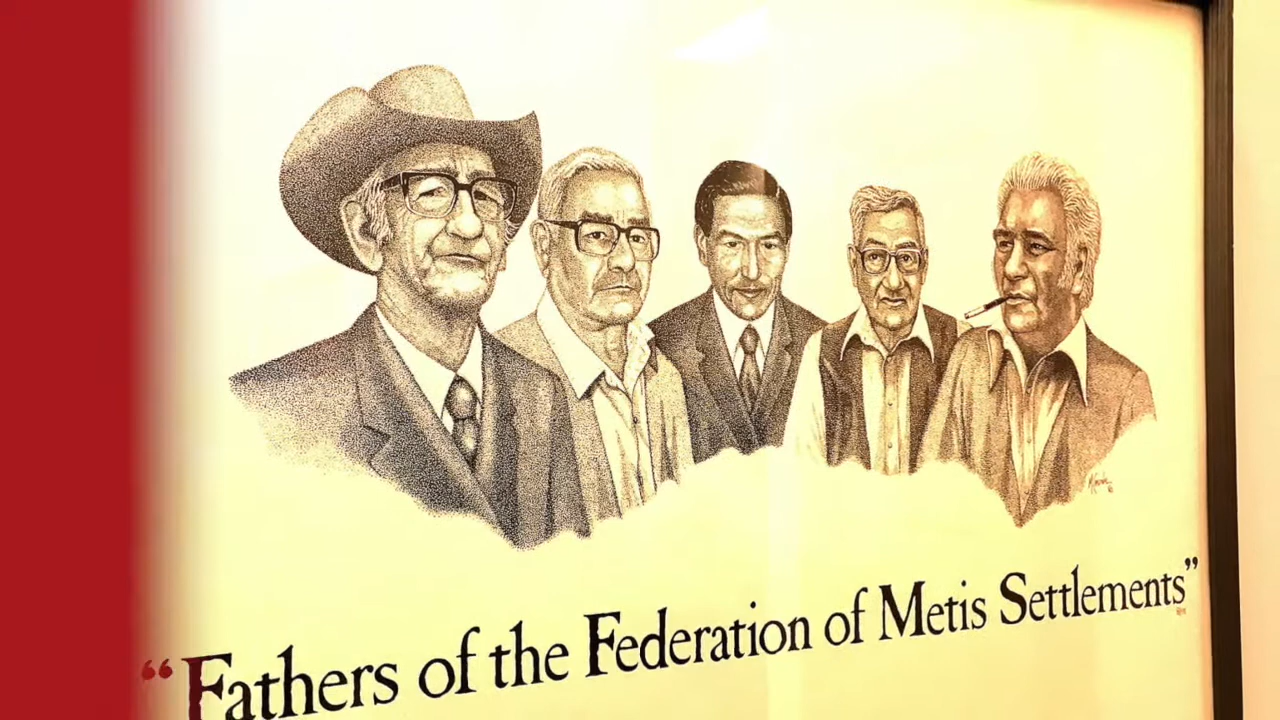 “Fathers of the Federation of Metis Settlements”